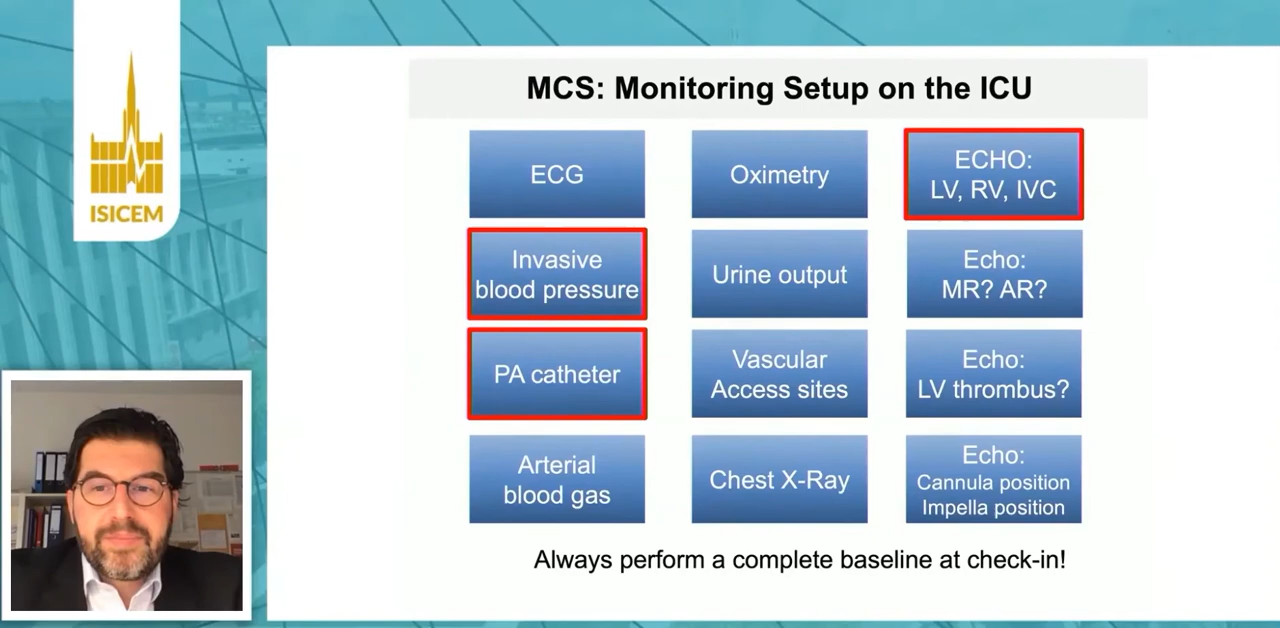 ISICEM
MCS: Monitoring Setup on the ICU
ECG
Oximetry
ECHO:
LV, RV, IVC
Invasive
blood pressure
Urine output
Echo:
MR? AR?
PA catheter
Vascular
Access sites
Echo:
LV thrombus?
Arterial
blood gas
Chest X-Ray
Echo:
Cannula position
Impella position
Always perform a complete baseline at check-in!